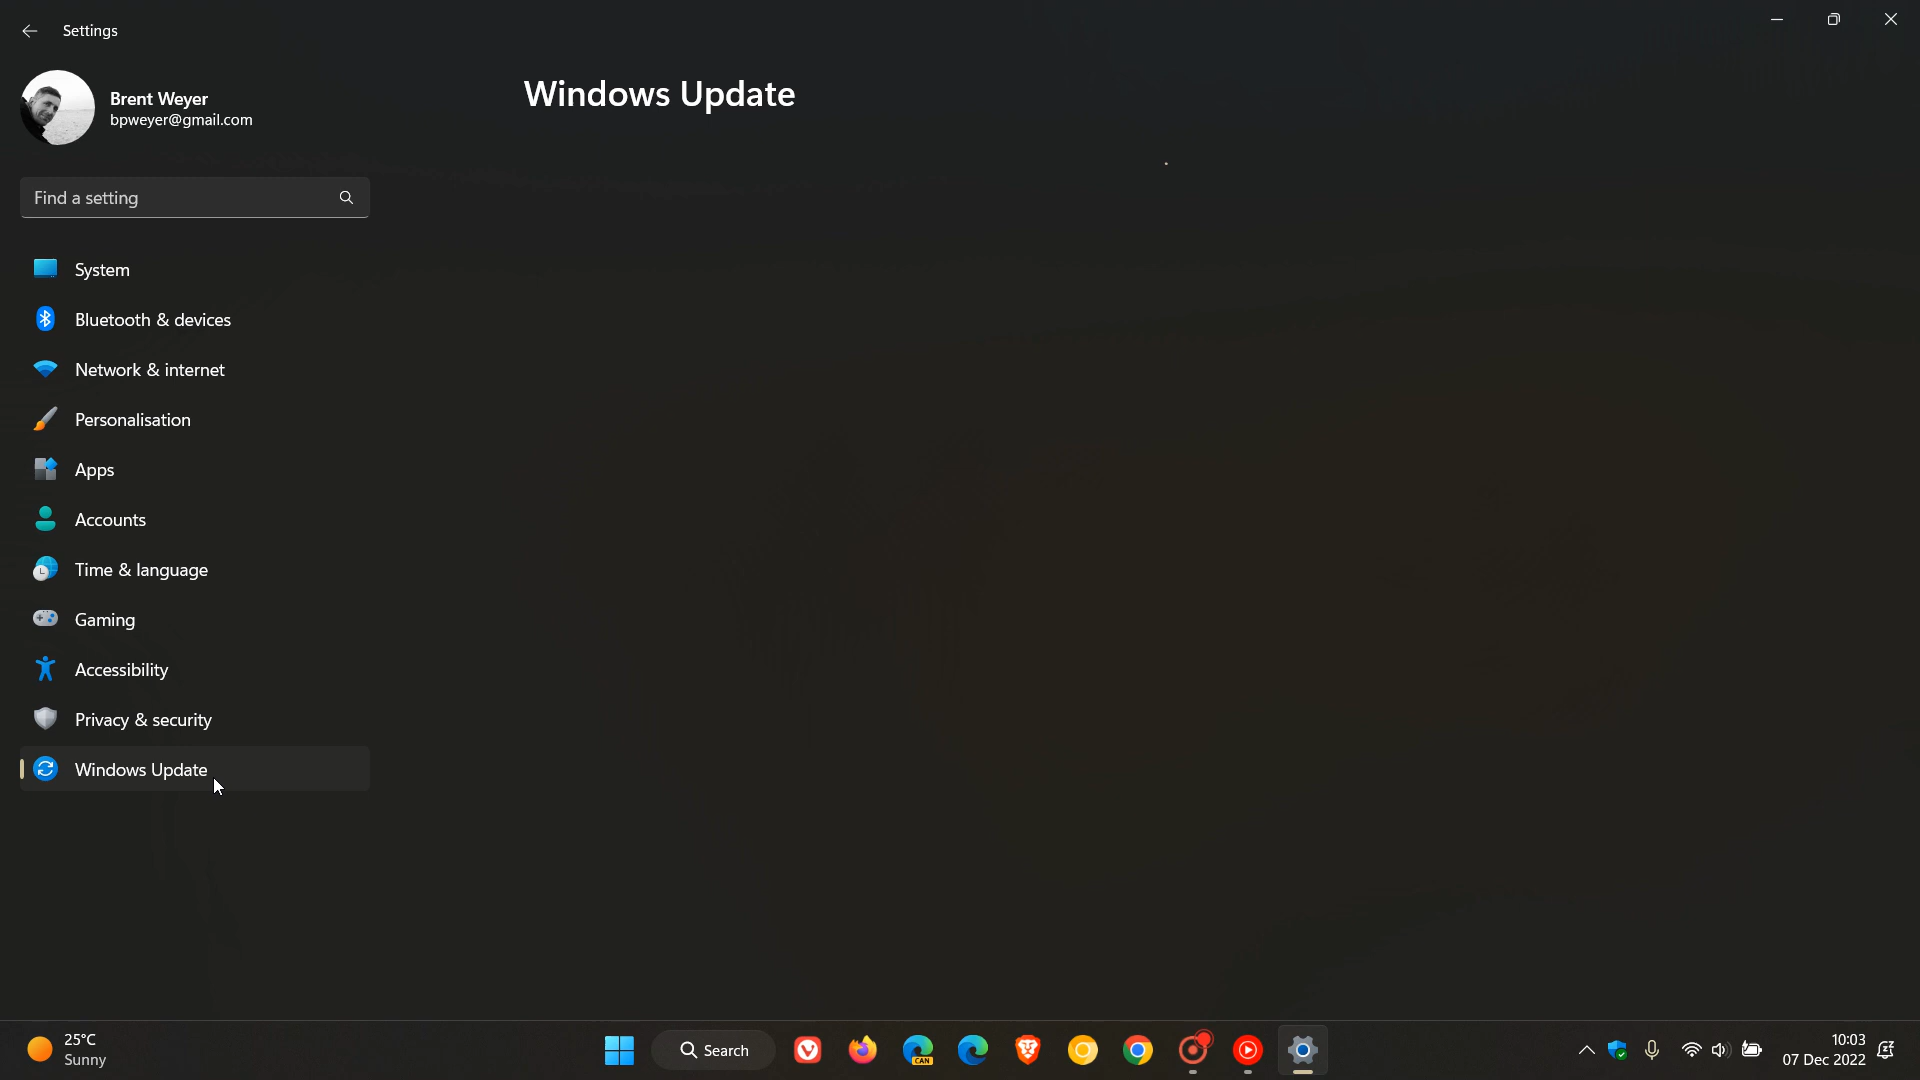 Settings
Brent Weyer
bpweyer@gmail.com
Windows Update
Find a setting
System
Bluetooth & devices
Network & internet
Personalisation
Apps
Accounts
Time & language
Gaming
Accessibility
Privacy & security
Windows Update
25°C
Sunny
Search
CAN
10:03
07 Dec 2022